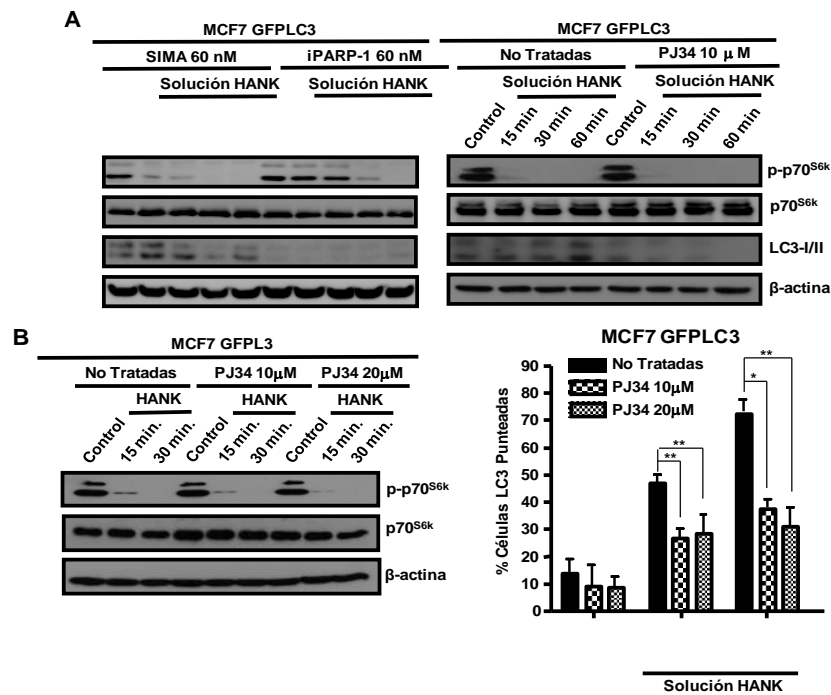 A
MCF7 GFPLC3
SIMA 60 nM
iPARP-1 60 nM
Solución HANK
Solución HANK
MCF7 GFPLC3
No Tratadas
PJ34 10 μ M
Solución HANK
Solución HANK
Control
15 min
30 min
60 min
Control
15 min
30 min
60 min
p-p70S6k
p70S6k
LC3-I/II
β-actina
B
MCF7 GFPL3
No Tratadas
PJ34 10μM
PJ34 20μM
HANK
HANK
HANK
Control
15 min.
30 min.
Control
15 min.
30 min.
Control
15 min.
30 min.
p-p70S6k
p70S6k
β-actina
MCF7 GFPLC3
% Células LC3 Punteadas
90
80
70
60
50
40
30
20
10
0
No Tratadas
PJ34 10μM
PJ34 20μM
**
**
**
*
Solución HANK